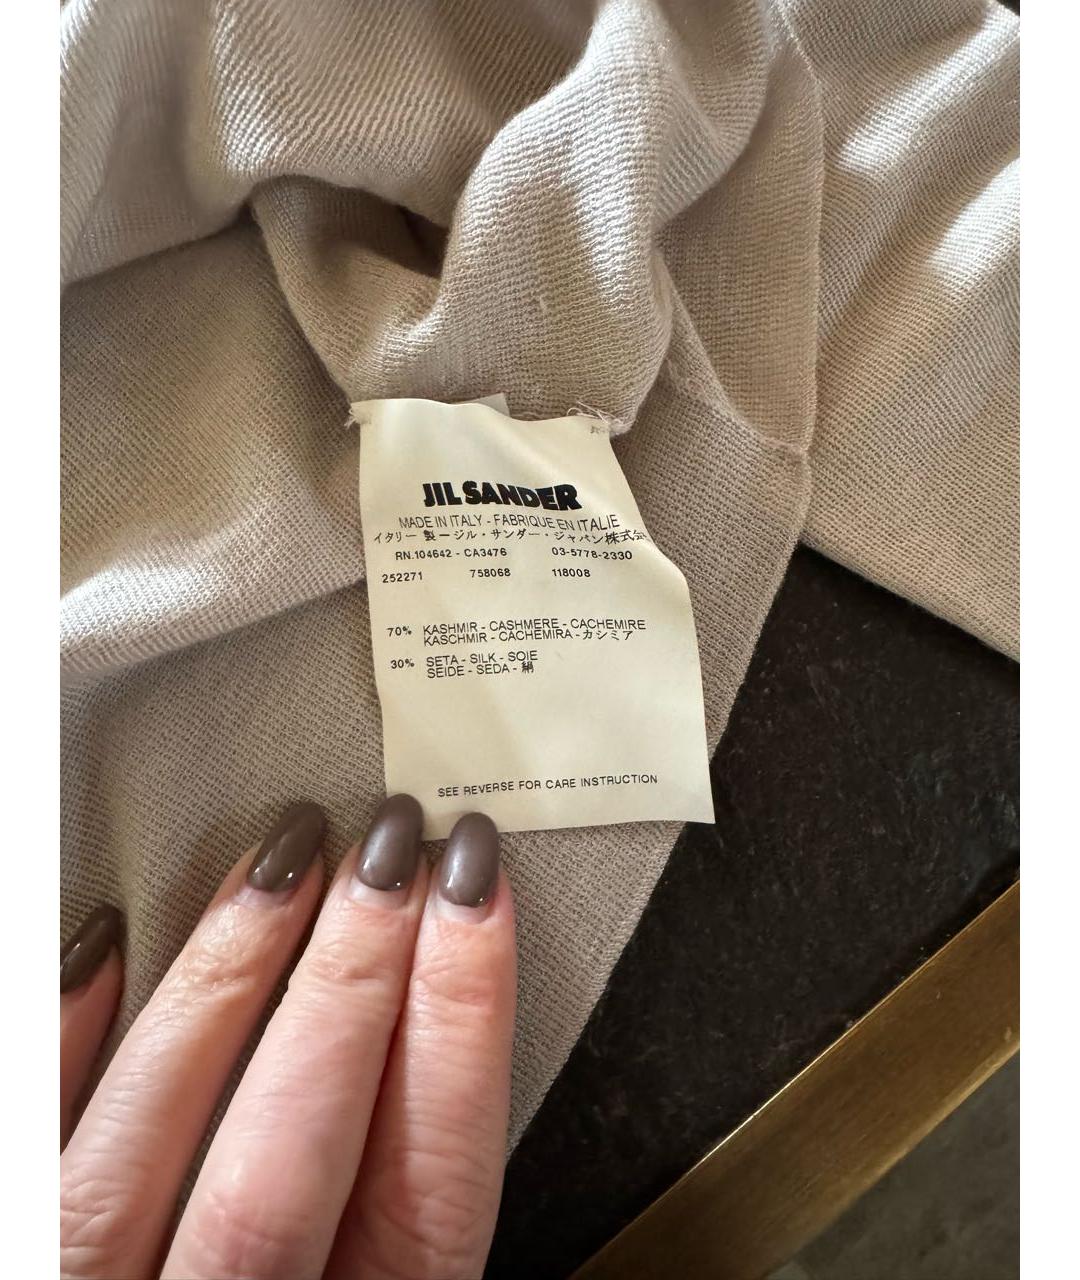 JIL SANDER
MADE IN ITALY - FABRIQUE EN ITALIE
イタリー 製 ージル・サンダー・ジャパン株式会
RN.104642 - CA3476 03-5778-2330
252271 758068 118008
70% KASHMIR - CASHMERE - CACHEMIRE
KASCHMIR - CACHEMIRA - カシミア
30% SETA - SILK - SOIE
SEIDE - SEDA - 絹
SEE REVERSE FOR CARE INSTRUCTION